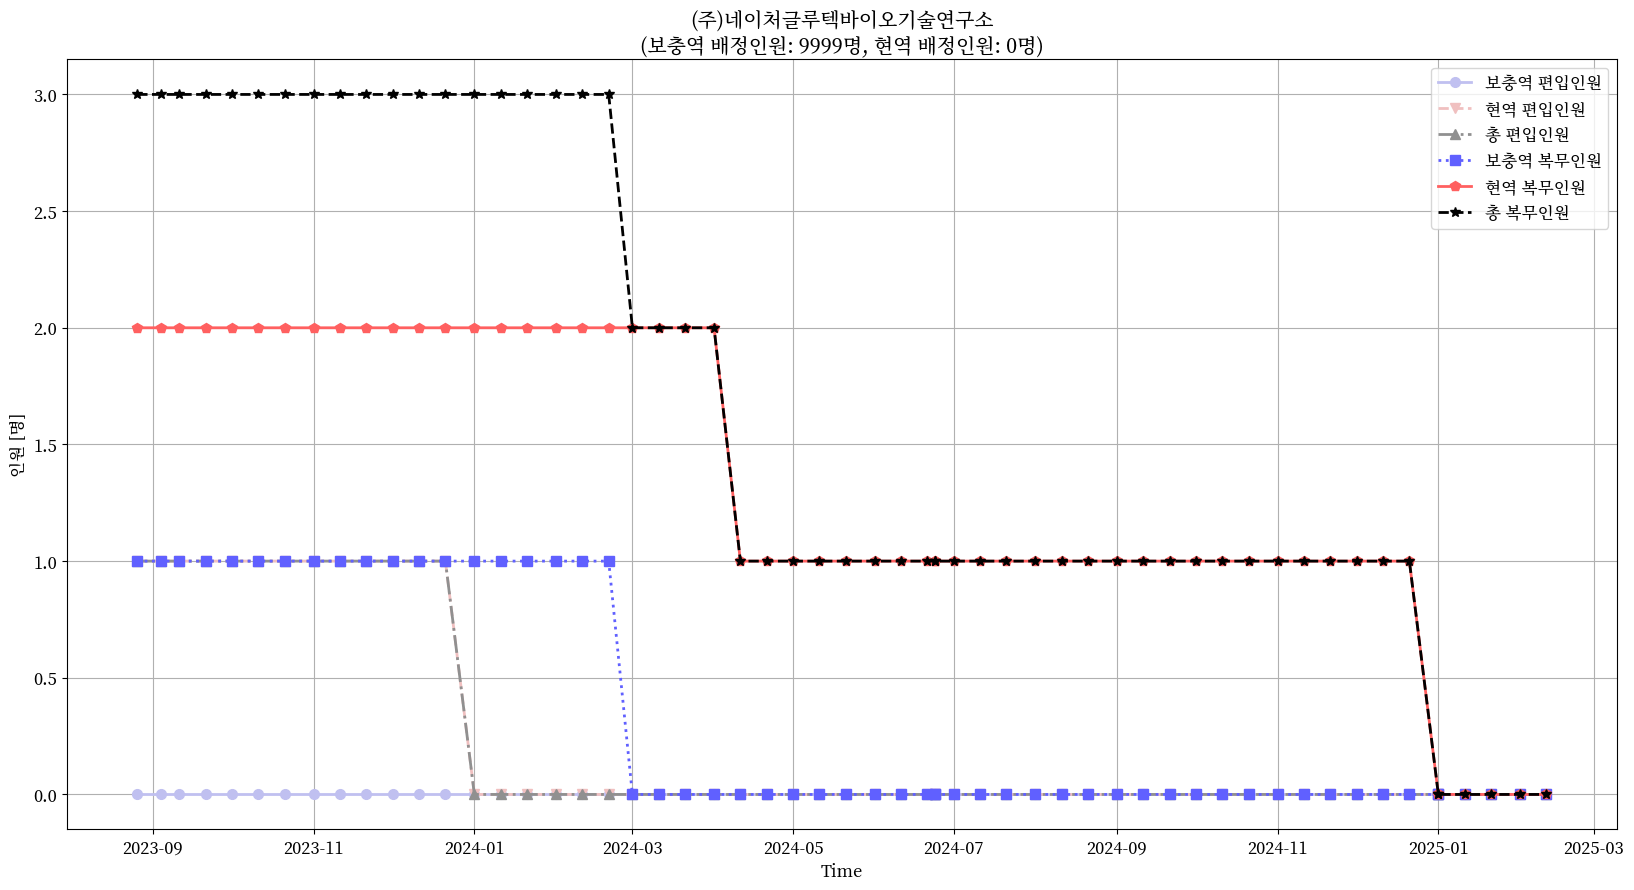 (주)네이처글루텍바이오기술연구소
(보충역 배정인원: 9999명, 현역 배정인원: 0명)
보충역 편입인원
현역 편입인원
총 편입인원
보충역 복무인원
현역 복무인원
총 복무인원
인원 [명]
3.0
2.5
2.0
1.5
1.0
0.5
0.0
2023-09
2023-11
2024-01
2024-03
2024-05
2024-07
2024-09
2024-11
2025-01
2025-03
Time